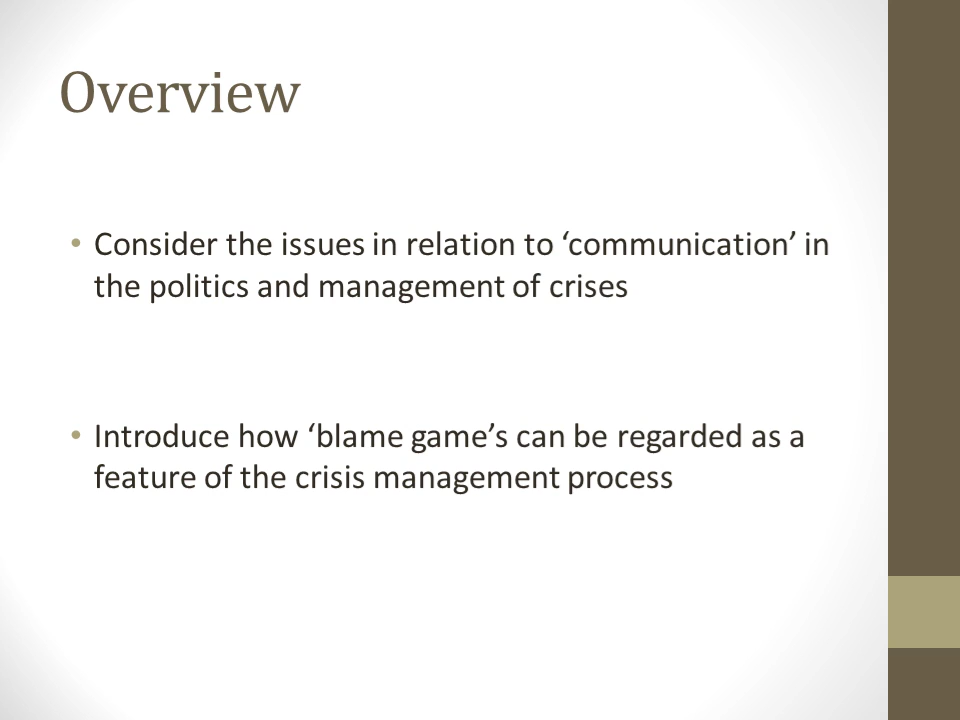 Overview
• Consider the issues in relation to ‘communication’ in
the politics and management of crises
• Introduce how ‘blame game’s can be regarded as a
feature of the crisis management process